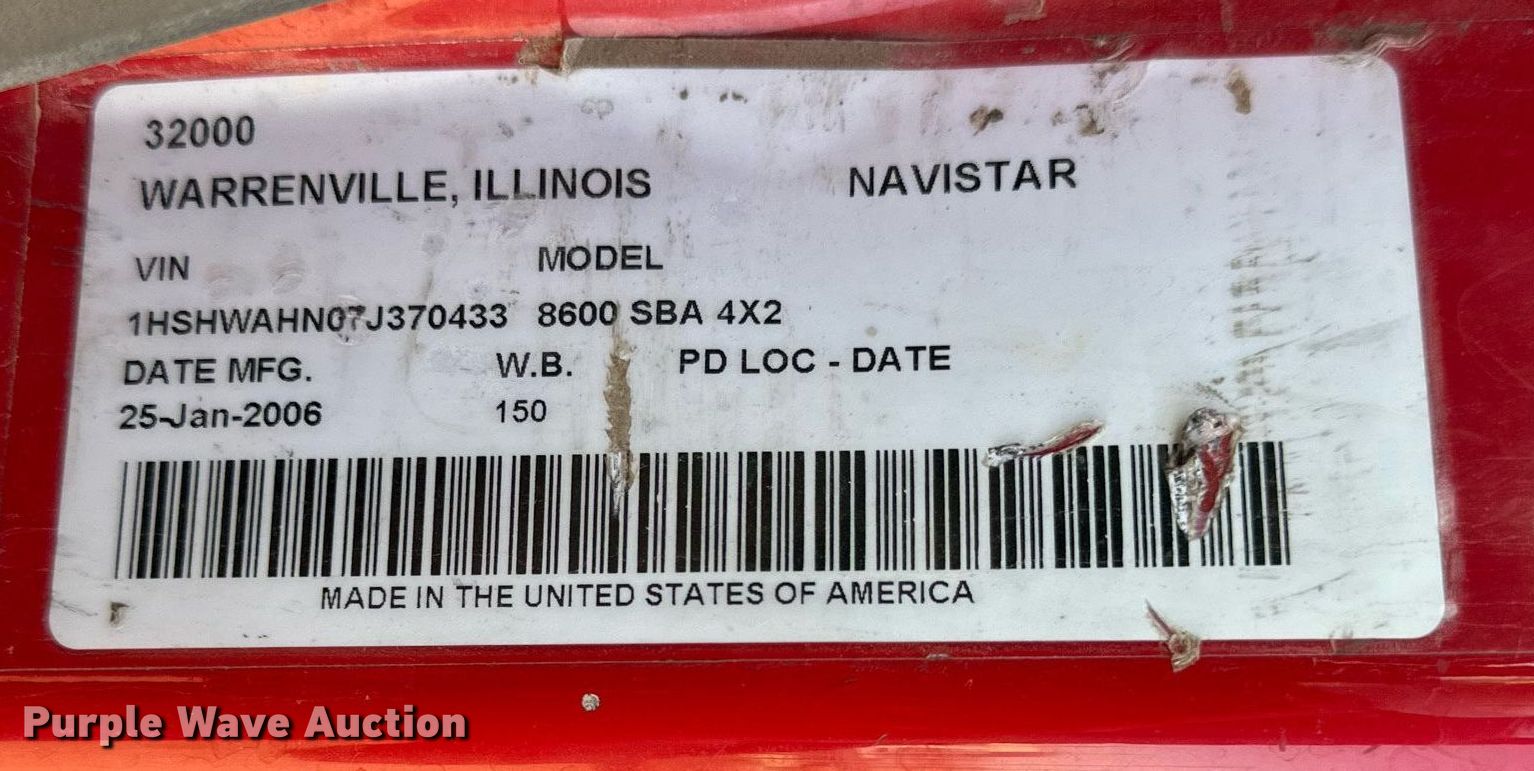 32000
WARRENVILLE, ILLINOIS NAVISTAR
VIN MODEL
1HSHWAHN07J370433 8600 SBA 4X2
DATE MFG. W.B. PD LOC - DATE
25-Jan-2006 150
MADE IN THE UNITED STATES OF AMERICA
Purple Wave Auction